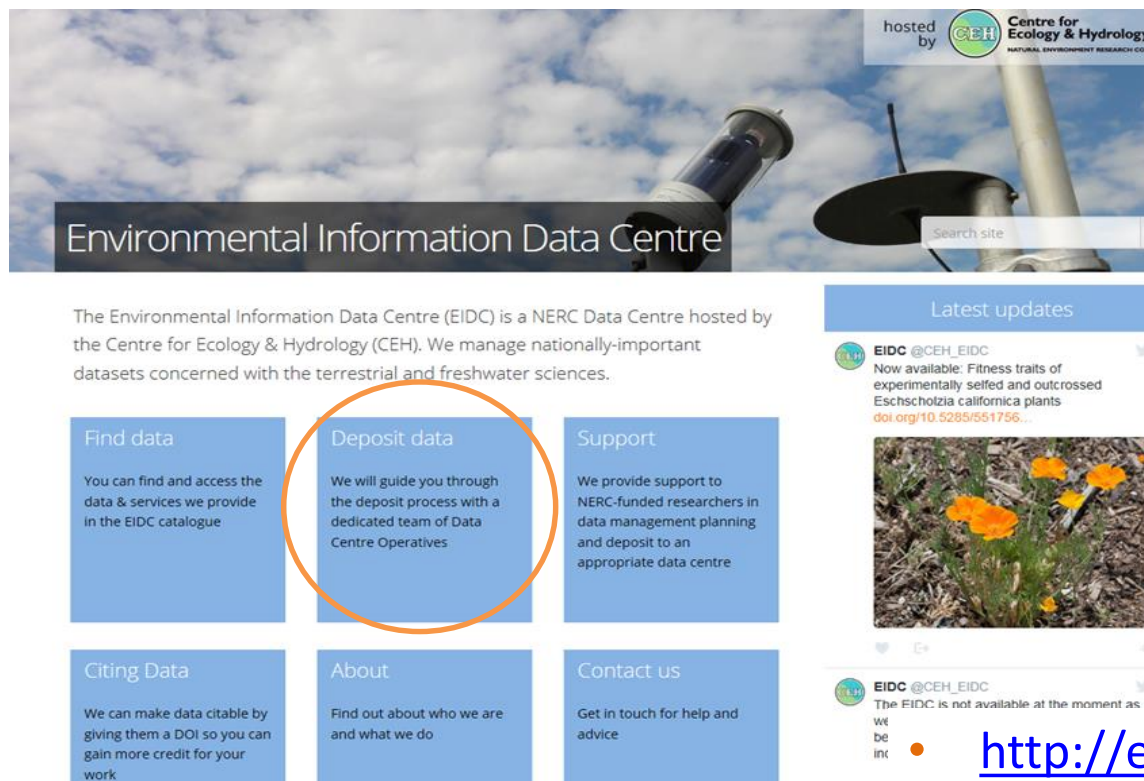 hosted
by
CEH
Centre for
Ecology & Hydrology
NATURAL ENVIRONMENT RESEARCH CO
Environmental Information Data Centre
Search site
The Environmental Information Data Centre (EIDC) is a NERC Data Centre hosted by
the Centre for Ecology & Hydrology (CEH). We manage nationally-important
datasets concerned with the terrestrial and freshwater sciences.
Find data
You can find and access the
data & services we provide
in the EIDC catalogue
Deposit data
We will guide you through
the deposit process with a
dedicated team of Data
Centre Operatives
Support
We provide support to
NERC-funded researchers in
data management planning
and deposit to an
appropriate data centre
Citing Data
We can make data citable by
giving them a DOI so you can
gain more credit for your
work
About
Find out about who we are
and what we do
Contact us
Get in touch for help and
advice
Latest updates
EIDC @CEH_EIDC
Now available: Fitness traits of
experimentally selfed and outcrossed
Eschscholzia californica plants
doi.org/10.5285/551756...
EIDC @CEH_EIDC
The EIDC is not available at the moment as
we
be
inc
• http://e